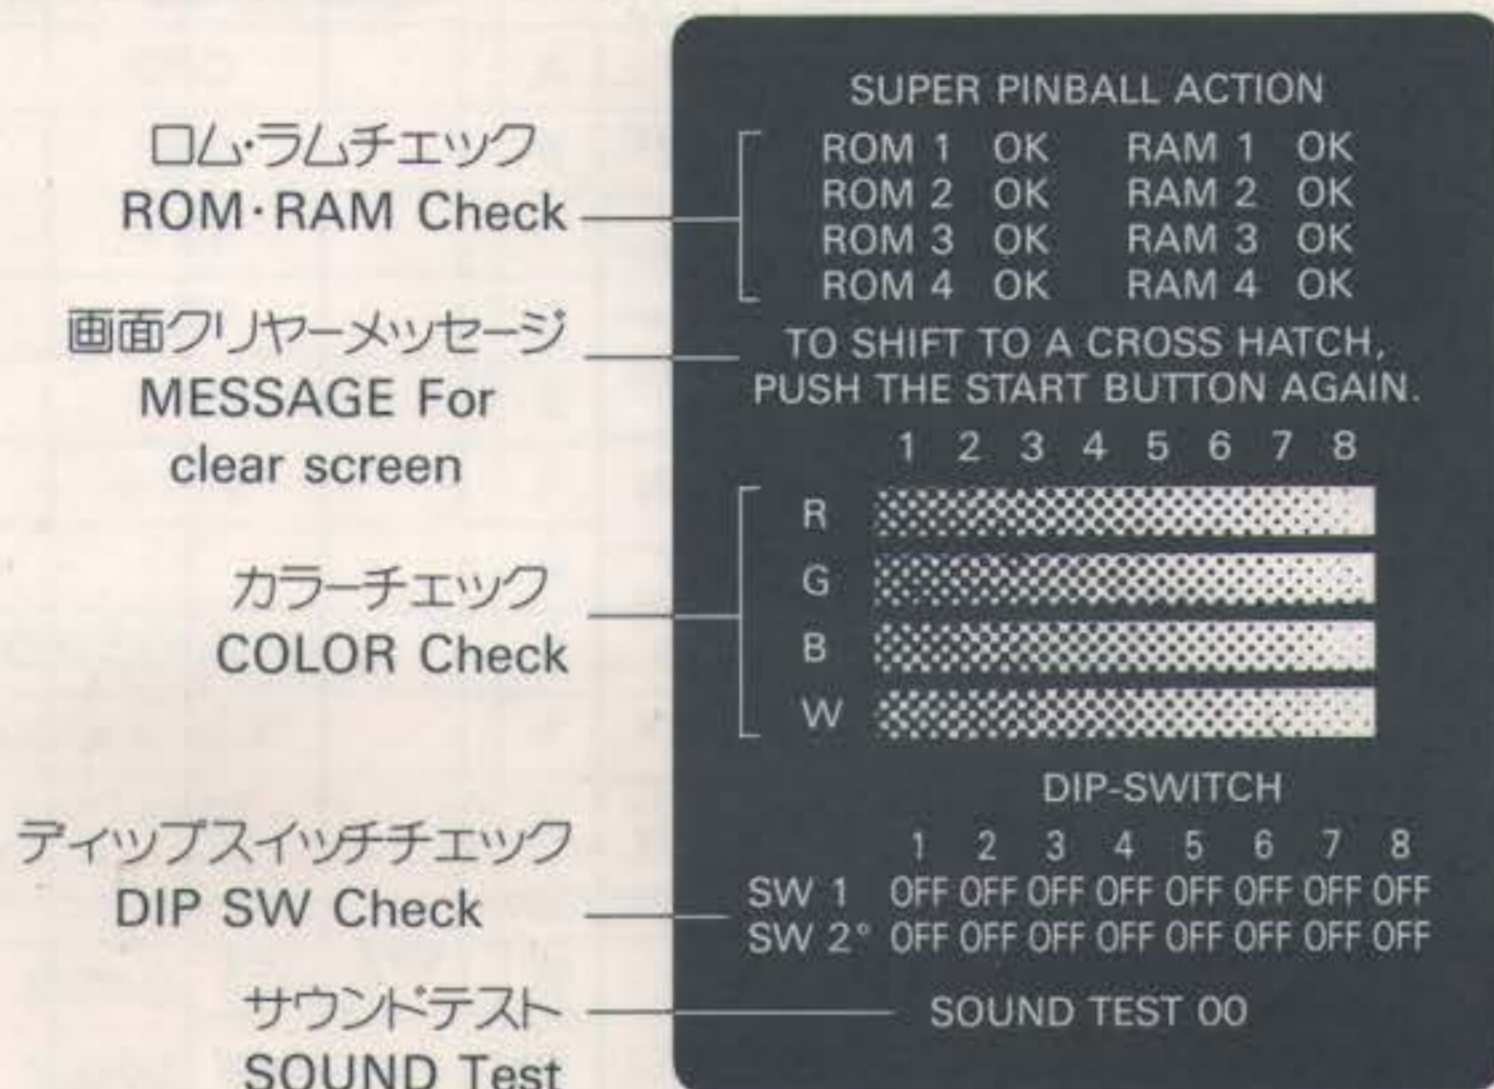 ロム・ラムチェック
ROM・RAM Check
画面クリヤーメッセージ
MESSAGE For
clear screen
カラーチェック
COLOR Check
ディップスイッチチェック
DIP SW Check
サウンドテスト
SOUND Test
SUPER PINBALL ACTION
ROM 1 OK RAM 1 OK
ROM 2 OK RAM 2 OK
ROM 3 OK RAM 3 OK
ROM 4 OK RAM 4 OK
TO SHIFT TO A CROSS HATCH,
PUSH THE START BUTTON AGAIN.
1 2 3 4 5 6 7 8
R
G
B
W
DIP-SWITCH
1 2 3 4 5 6 7 8
SW 1 OFF OFF OFF OFF OFF OFF OFF OFF
SW 2° OFF OFF OFF OFF OFF OFF OFF OFF
SOUND TEST 00